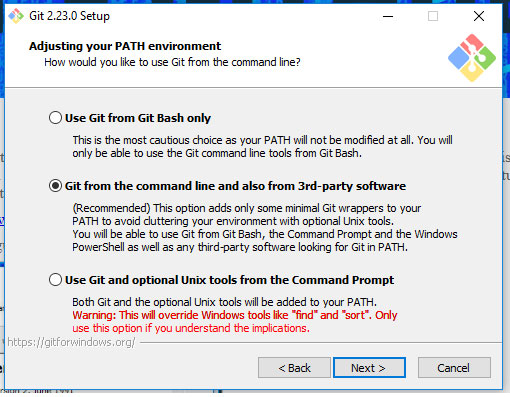 Git 2.23.0 Setup
Adjusting your PATH environment
How would you like to use Git from the command line?
Use Git from Git Bash only
This is the most cautious choice as your PATH will not be modified at all. You will
only be able to use the Git command line tools from Git Bash.
Git from the command line and also from 3rd-party software
(Recommended) This option adds only some minimal Git wrappers to your
PATH to avoid cluttering your environment with optional Unix tools.
You will be able to use Git from Git Bash, the Command Prompt and the Windows
PowerShell as well as any third-party software looking for Git in PATH.
Use Git and optional Unix tools from the Command Prompt
Both Git and the optional Unix tools will be added to your PATH.
Warning: This will override Windows tools like "find" and "sort". Only
use this option if you understand the implications.
https://gitforwindows.org/
< Back
Next >
Cancel